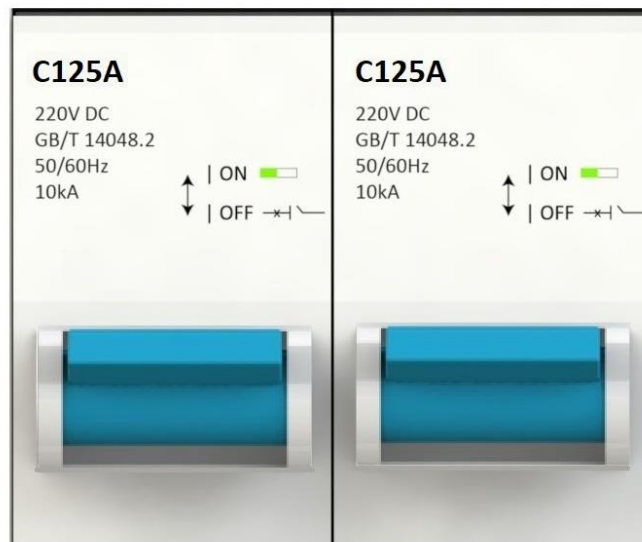 C125A
220V DC
GB/T 14048.2
50/60Hz
10kA
| ON
| OFF
C125A
220V DC
GB/T 14048.2
50/60Hz
10kA
| ON
| OFF